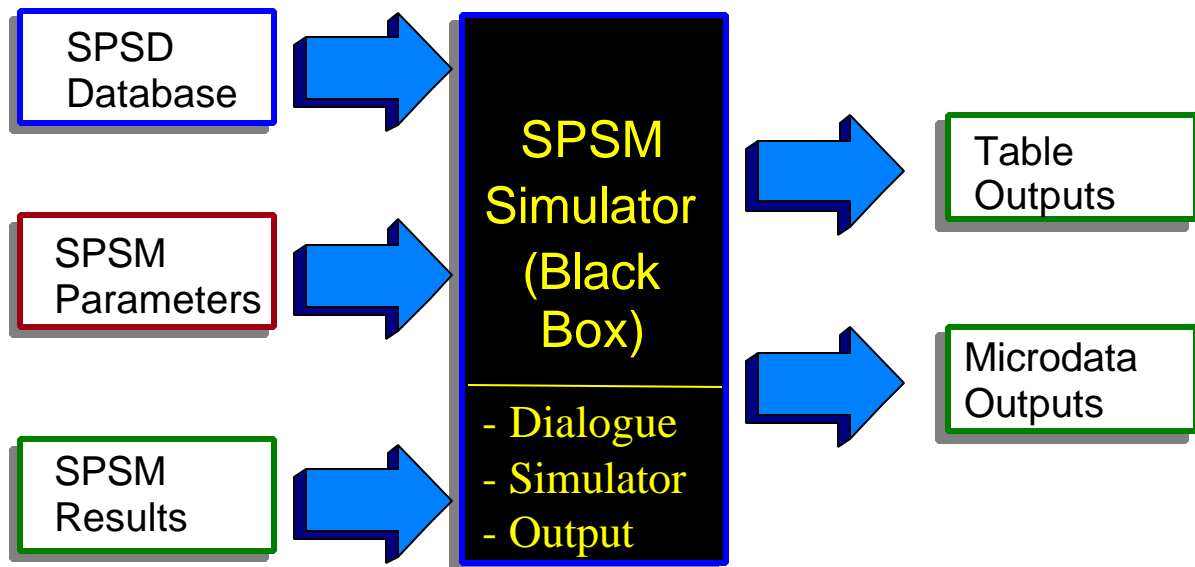 SPSD
Database
SPSM
Parameters
SPSM
Results
SPSM
Simulator
(Black
Box)
- Dialogue
- Simulator
- Output
Table
Outputs
Microdata
Outputs